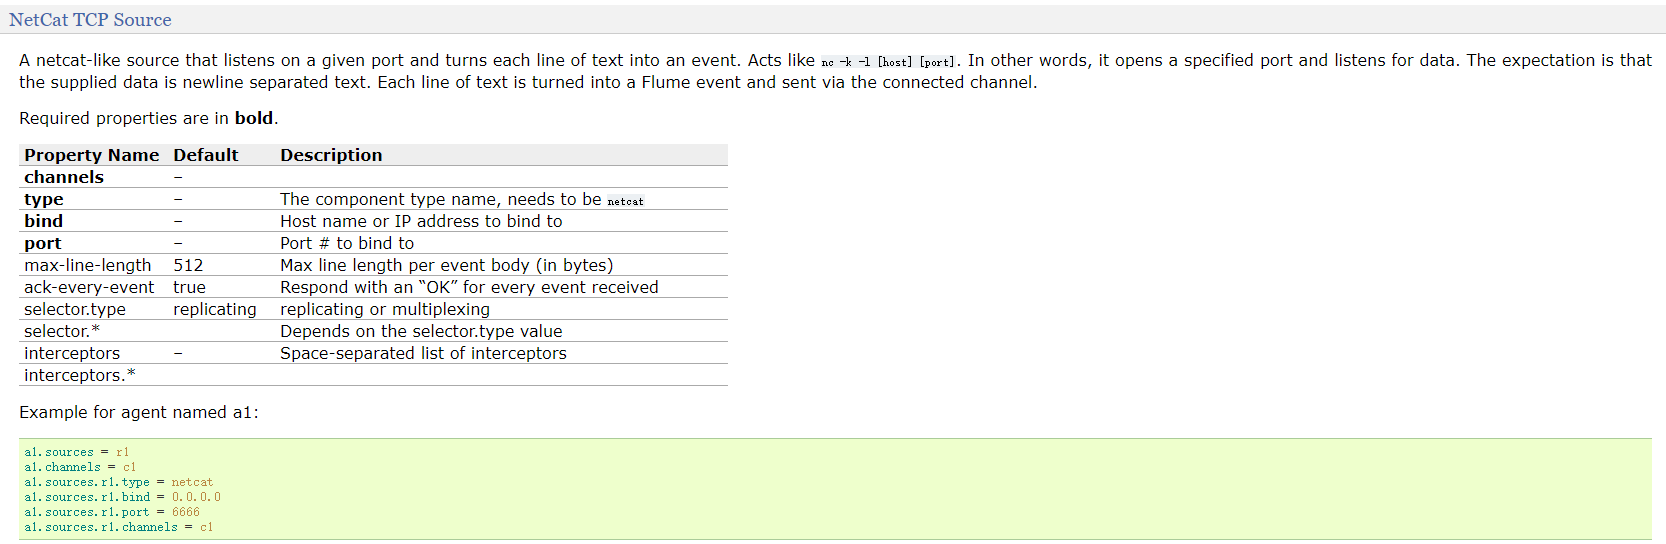 NetCat TCP Source
A netcat-like source that listens on a given port and turns each line of text into an event. Acts like nc -k -l [host] [port]. In other words, it opens a specified port and listens for data. The expectation is that
the supplied data is newline separated text. Each line of text is turned into a Flume event and sent via the connected channel.
Required properties are in bold.
Property Name Default Description
channels –
type – The component type name, needs to be netcat
bind – Host name or IP address to bind to
port – Port # to bind to
max-line-length 512 Max line length per event body (in bytes)
ack-every-event true Respond with an “OK” for every event received
selector.type replicating replicating or multiplexing
selector.* Depends on the selector.type value
interceptors – Space-separated list of interceptors
interceptors.*
Example for agent named a1:
a1.sources = r1
a1.channels = c1
a1.sources.r1.type = netcat
a1.sources.r1.bind = 0.0.0.0
a1.sources.r1.port = 6666
a1.sources.r1.channels = c1